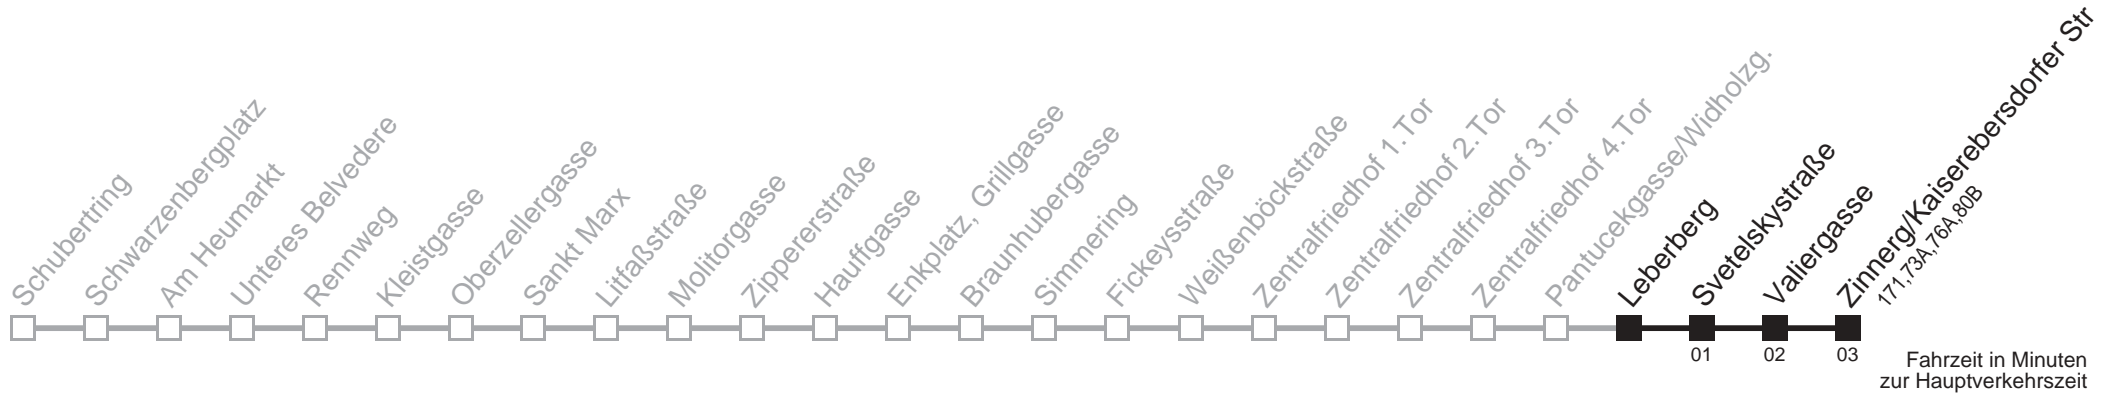 Schubertring
Schwarzenbergplatz
Am Heumarkt
Unteres Belvedere
Rennweg
Kleistgasse
Oberzellergasse
Sankt Marx
Litfaßstraße
Molitorgasse
Zippererstraße
Hauffgasse
Enkplatz, Grillgasse
Braunhubergasse
Simmering
Fickeysstraße
Weißenböckstraße
Zentralfriedhof 1.Tor
Zentralfriedhof 2.Tor
Zentralfriedhof 3.Tor
Zentralfriedhof 4.Tor
Pantucekgasse/Widholzg.
Leberberg
Svetelskystraße
Valiergasse
Zinnerg/Kaiserebersdorfer Str
171,73A,76A,80B
01
02
03
Fahrzeit in Minuten
zur Hauptverkehrszeit